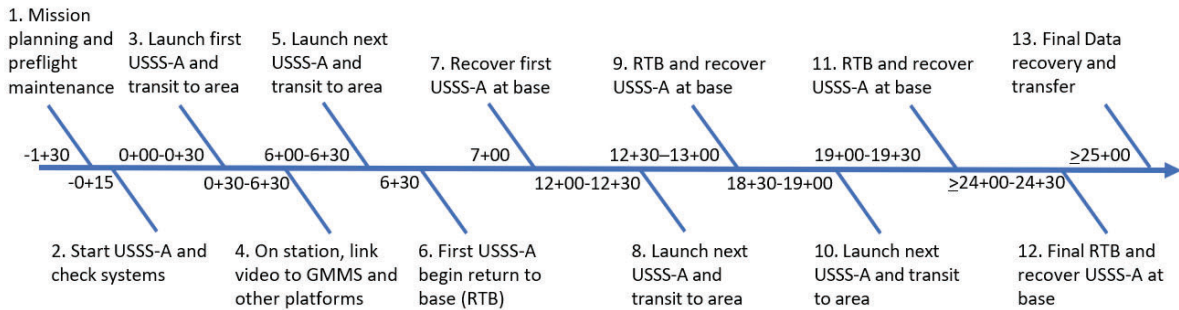 1. Mission
planning and
preflight
maintenance
3. Launch first
USSS-A and
transit to area
5. Launch next
USSS-A and
transit to area
7. Recover first
USSS-A at base
9. RTB and recover
USSS-A at base
11. RTB and recover
USSS-A at base
13. Final Data
recovery and
transfer
-1+30
0+00-0+30
6+00-6+30
7+00
12+30–13+00
19+00-19+30
≥25+00
-0+15
0+30-6+30
6+30
12+00-12+30
18+30-19+00
≥24+00-24+30
2. Start USSS-A and
check systems
4. On station, link
video to GMMS and
other platforms
6. First USSS-A
begin return to
base (RTB)
8. Launch next
USSS-A and
transit to area
10. Launch next
USSS-A and transit
to area
12. Final RTB and
recover USSS-A at
base